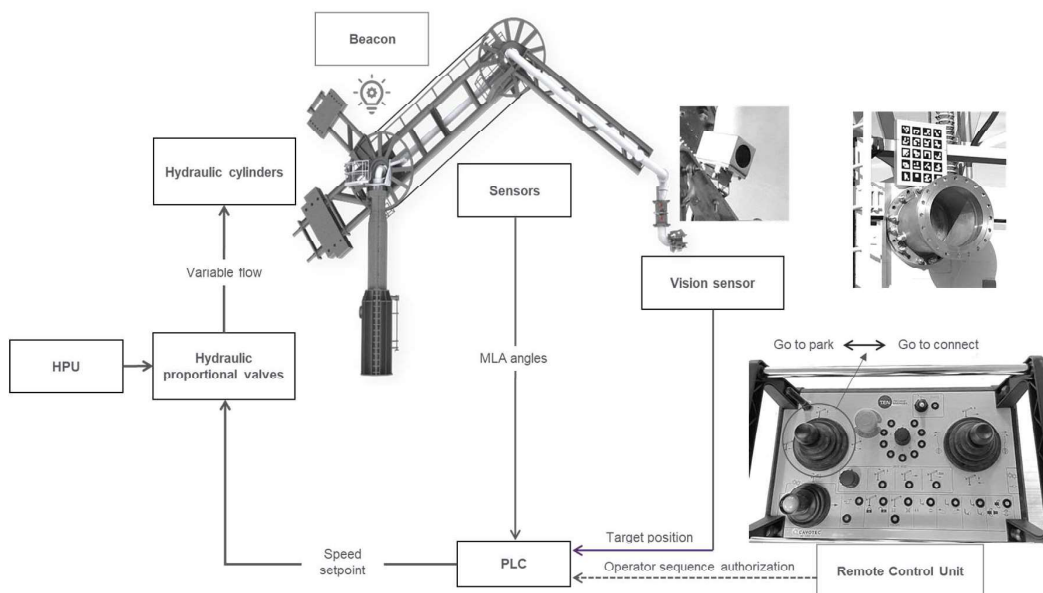 Beacon
Hydraulic cylinders
Sensors
Variable flow
Vision sensor
HPU
Hydraulic
proportional valves
MLA angles
Go to park
Go to connect
Target position
Speed
setpoint
PLC
Operator sequence authorization
Remote Control Unit
CAVOTEC